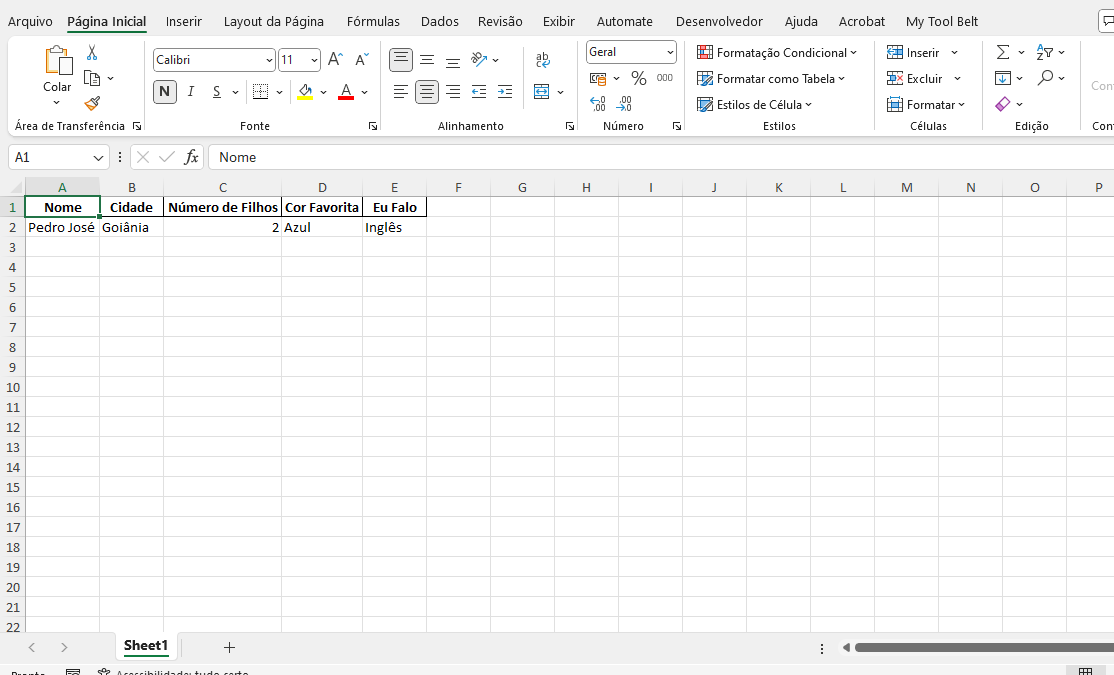 Arquivo Página Inicial Inserir Layout da Página Fórmulas Dados Revisão Exibir Automate Desenvolvedor Ajuda Acrobat My Tool Belt
Colar
Área de Transferência
Calibri 11
N I S
Fonte
ab
Alinhamento
Geral
% 000
Número
Formatação Condicional
Formatar como Tabela
Estilos de Célula
Estilos
Inserir
Excluir
Formatar
Células
Edição
A1 fx Nome
A B C D E F G H I J K L M N O P
1 Nome Cidade Número de Filhos Cor Favorita Eu Falo
2 Pedro José Goiânia 2 Azul Inglês
3
4
5
6
7
8
9
10
11
12
13
14
15
16
17
18
19
20
21
22
Sheet1
Pronto Acessibilidade: tudo certo